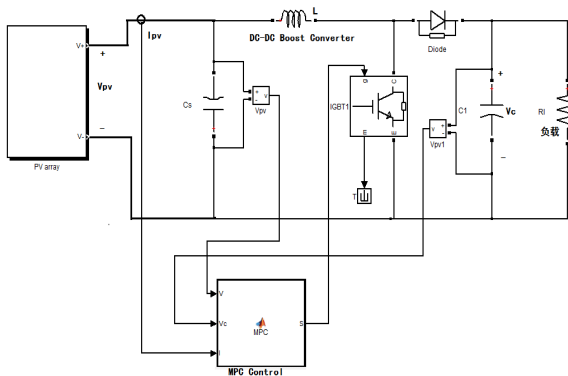 L
V+
Ipv
DC-DC Boost Converter
Diode
+
+
Vpv
g
C
Cs
+
-
v
Vpv
IGBT1
m
E
C1
v
+
-
Vpv1
Vc
Rl
负载
−
V-
−
PV array
T
V
Vc
MPC
S
I
MPC Control